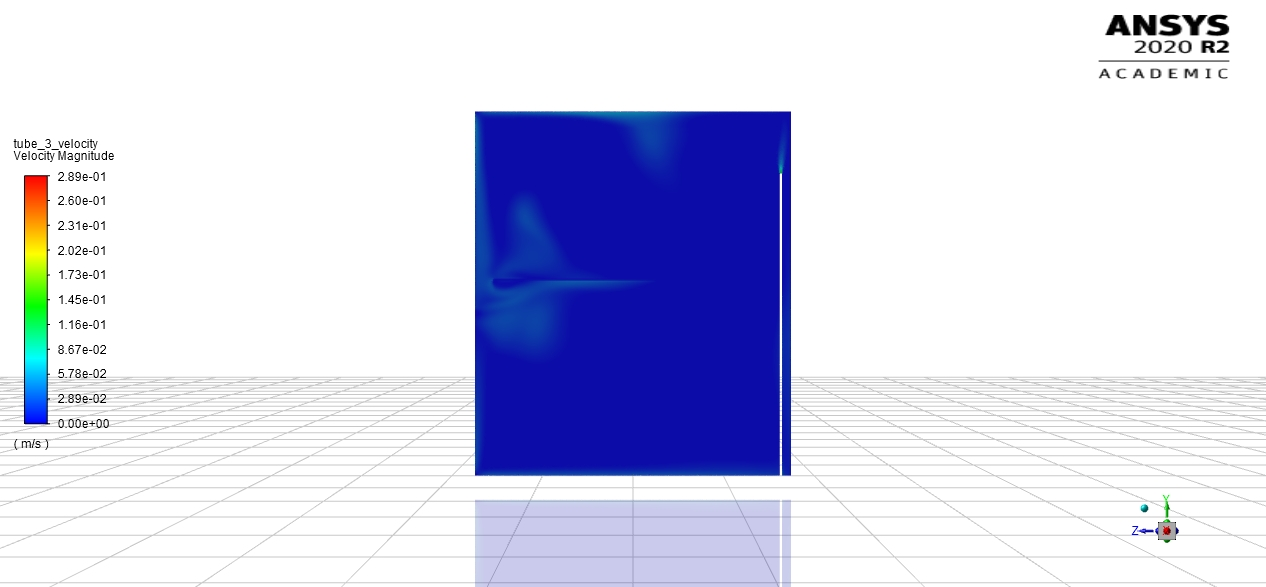 ANSYS
2020 R2
ACADEMIC
tube_3_velocity
Velocity Magnitude
2.89e-01
2.60e-01
2.31e-01
2.02e-01
1.73e-01
1.45e-01
1.16e-01
8.67e-02
5.78e-02
2.89e-02
0.00e+00
( m/s )
Y
Z